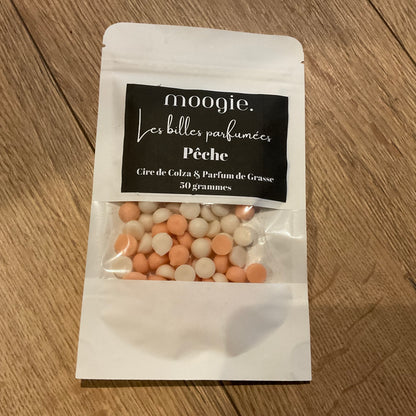 moogie.
Les billes parfumées
Pêche
Cire de Colza & Parfum de Grasse
50 grammes